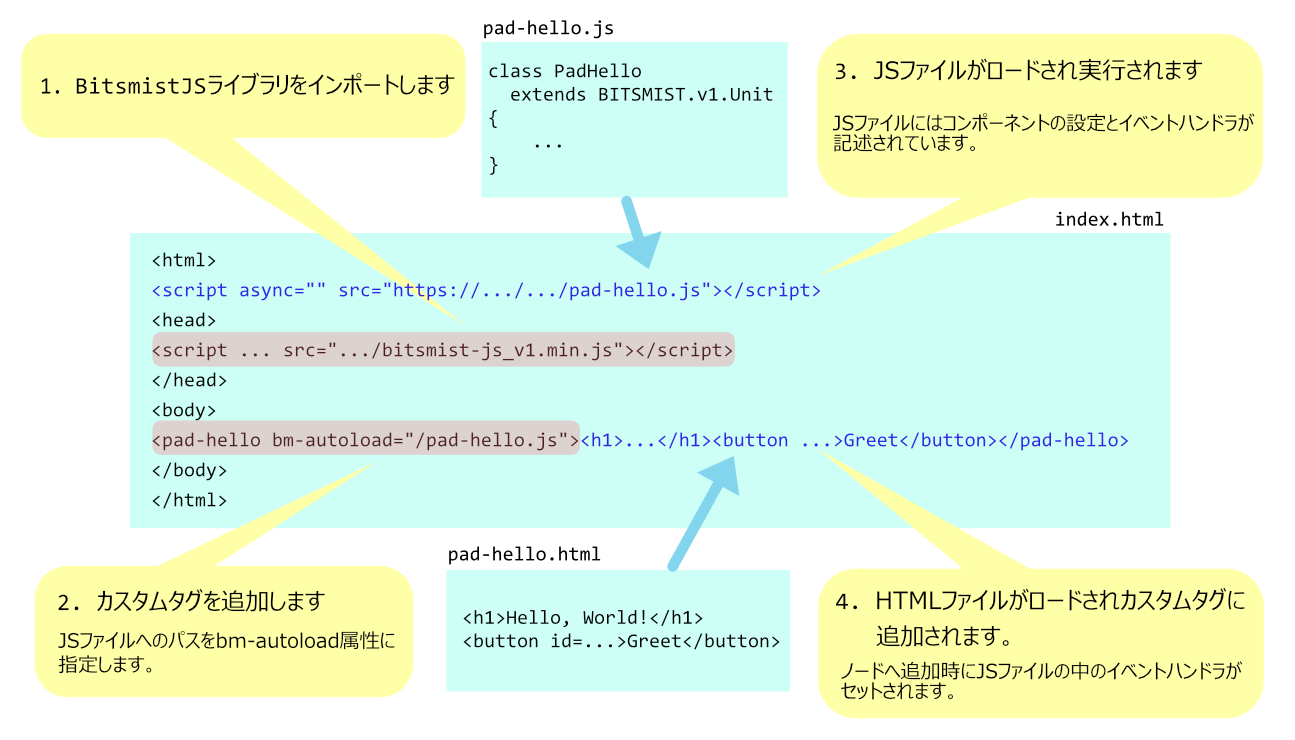 pad-hello.js
1. BitsmistJSライブラリをインポートします
class PadHello
extends BITSMIST.v1.Unit
{
...
}
3. JSファイルがロードされ実行されます
JSファイルにはコンポーネントの設定とイベントハンドラが
記述されています。
index.html
<html>
<script async="" src="https://.../.../pad-hello.js"></script>
<head>
<script ... src=".../bitsmist-js_v1.min.js"></script>
</head>
<body>
<pad-hello bm-autoload="/pad-hello.js"><h1>...</h1><button ...>Greet</button></pad-hello>
</body>
</html>
2. カスタムタグを追加します
JSファイルへのパスをbm-autoload属性に
指定します。
pad-hello.html
<h1>Hello, World!</h1>
<button id=...>Greet</button>
4. HTMLファイルがロードされカスタムタグに
追加されます。
ノードへ追加時にJSファイルの中のイベントハンドラが
セットされます。